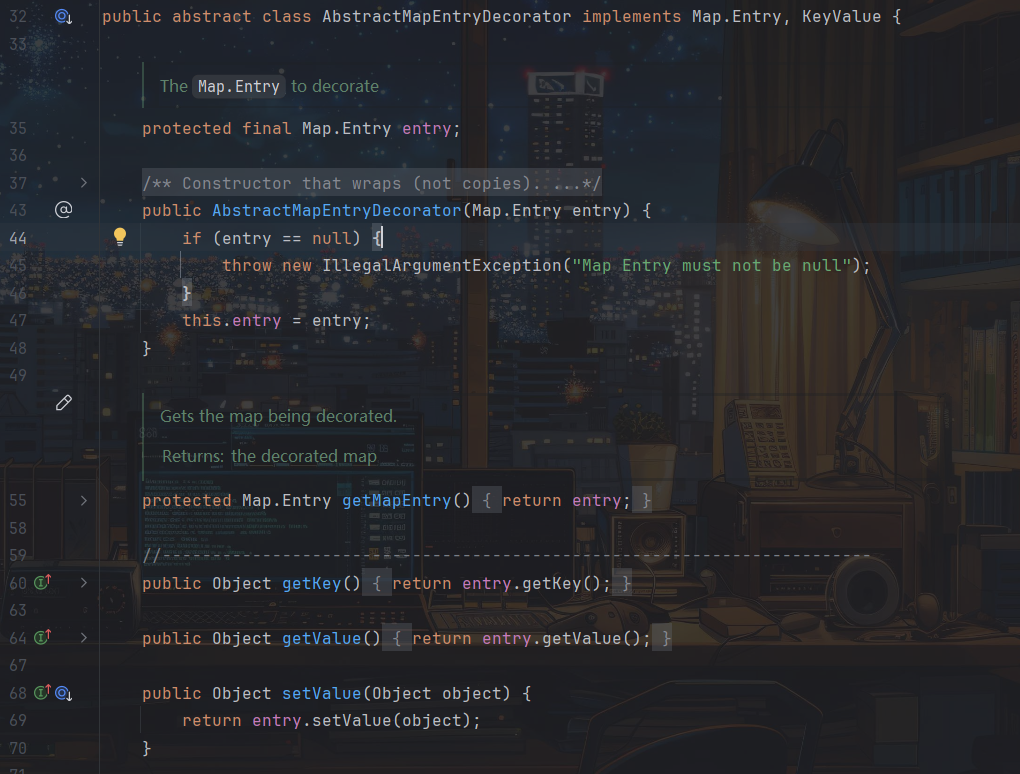 32 public abstract class AbstractMapEntryDecorator implements Map.Entry, KeyValue {
33
The Map.Entry to decorate
35 protected final Map.Entry entry;
36
37 /** Constructor that wraps (not copies). ...*/
43 @ public AbstractMapEntryDecorator(Map.Entry entry) {
44 if (entry == null) {
45 throw new IllegalArgumentException("Map Entry must not be null");
46 }
47 this.entry = entry;
48 }
49
Gets the map being decorated.
Returns: the decorated map
55 protected Map.Entry getMapEntry() { return entry; }
58
59 //-----------------------------------------------------------------------
60 public Object getKey() { return entry.getKey(); }
63
64 public Object getValue() { return entry.getValue(); }
67
68 public Object setValue(Object object) {
69 return entry.setValue(object);
70 }
71